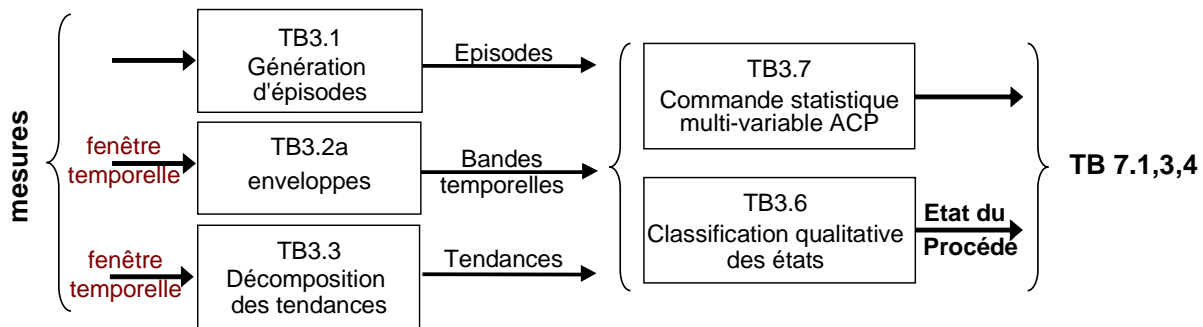 mesures
TB3.1
Génération
d'épisodes
Episodes
fenêtre
temporelle
TB3.2a
enveloppes
Bandes
temporelles
fenêtre
temporelle
TB3.3
Décomposition
des tendances
Tendances
TB3.7
Commande statistique
multi-variable ACP
TB3.6
Classification qualitative
des états
Etat du
Procédé
TB 7.1,3,4